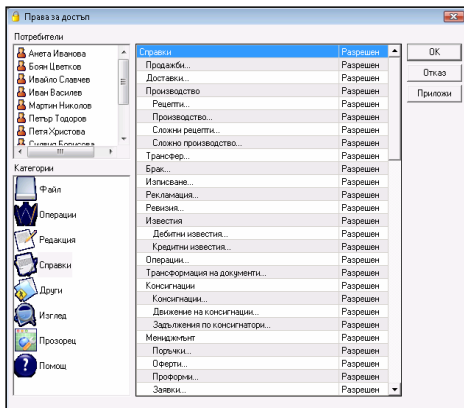 Права за достъп
Потребители
Анета Иванова
Боян Цветков
Ивайло Славчев
Иван Василев
Мартин Николов
Петър Тодоров
Петя Христова
Силвия Борисова
Категории
Файл
Операции
Редакция
Справки
Други
Изглед
Прозорец
Помощ
Справки Разрешен
Продажби... Разрешен
Доставки... Разрешен
Производство Разрешен
Рецепти... Разрешен
Производство... Разрешен
Сложни рецепти... Разрешен
Сложно производство... Разрешен
Трансфер... Разрешен
Брак... Разрешен
Изписване... Разрешен
Рекламация... Разрешен
Ревизия... Разрешен
Известия Разрешен
Дебитни известия... Разрешен
Кредитни известия... Разрешен
Операции... Разрешен
Трансформация на документи... Разрешен
Консигнации Разрешен
Консигнации... Разрешен
Движение на консигнации... Разрешен
Задължения по консигнатори... Разрешен
Мениджмънт Разрешен
Поръчки... Разрешен
Оферти... Разрешен
Проформи... Разрешен
Заявки... Разрешен
OK
Отказ
Приложи